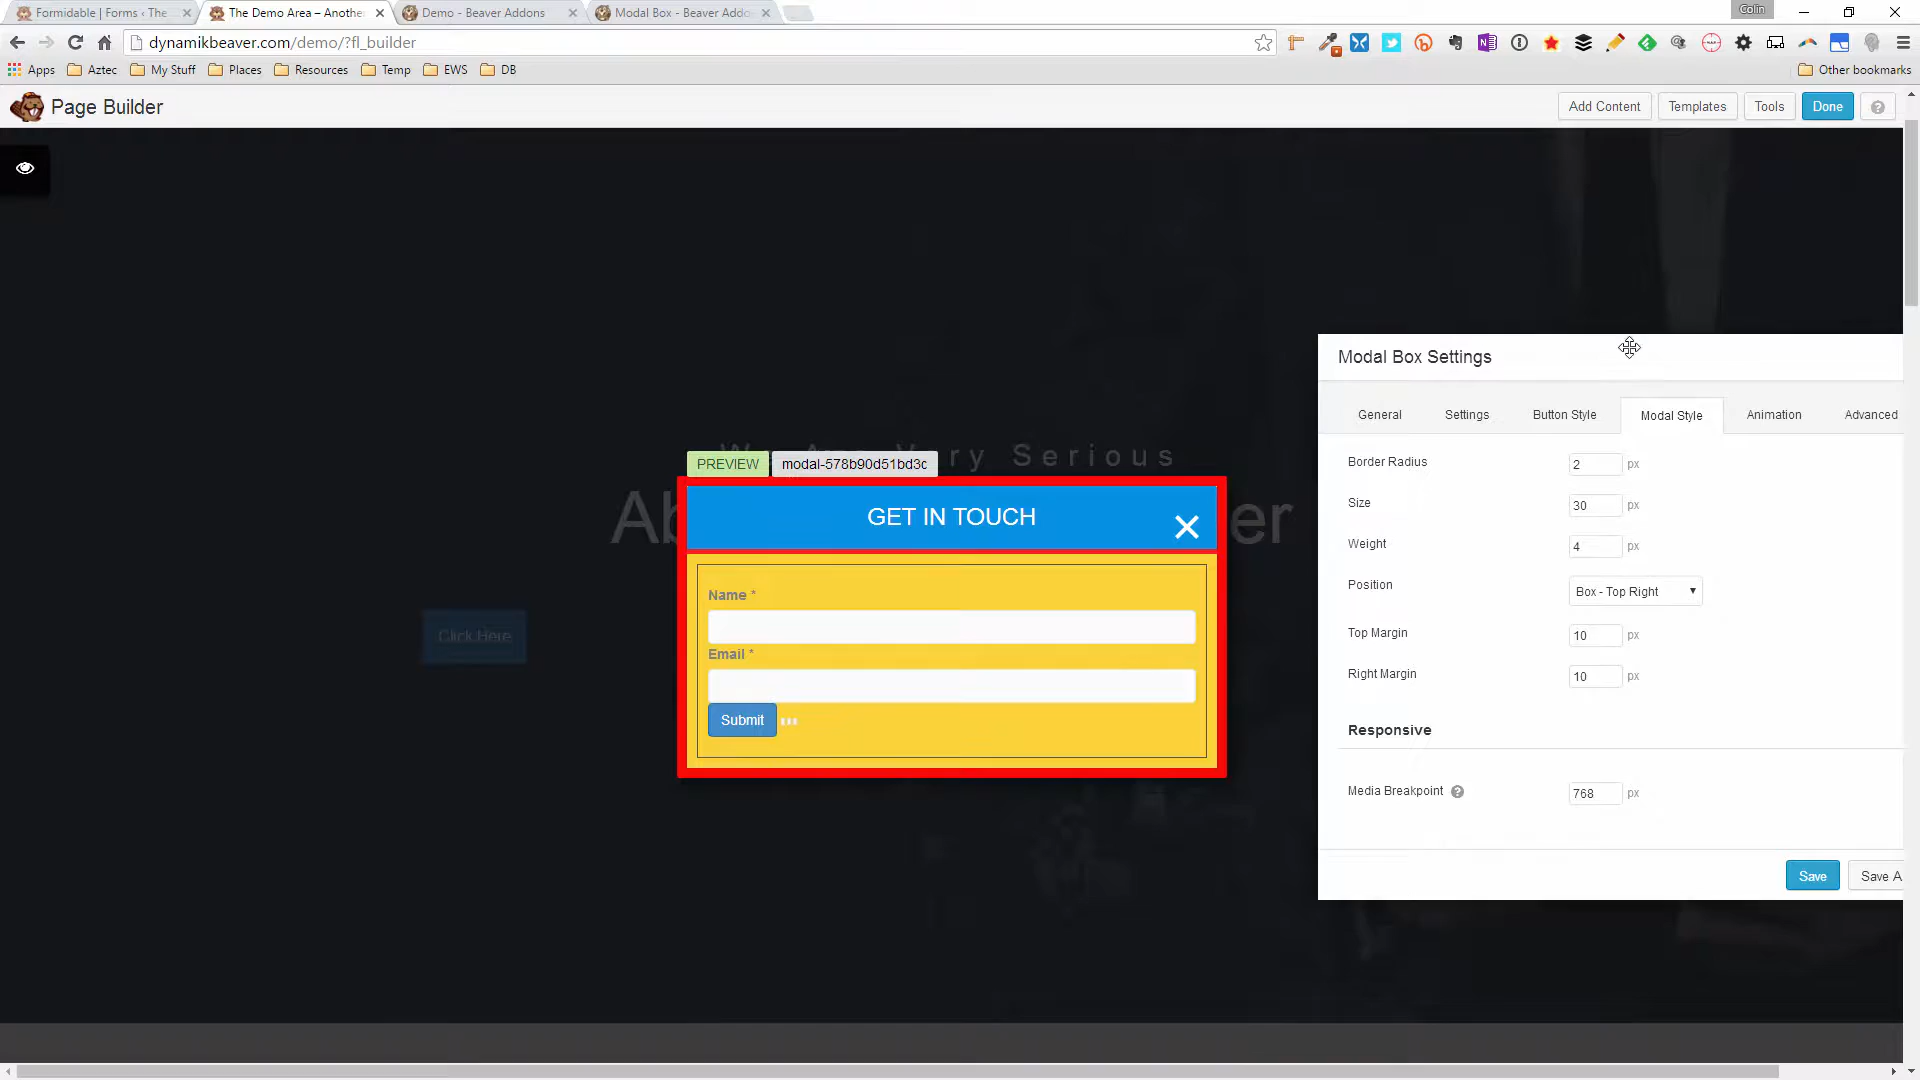 Formidable | Forms ‹ The
The Demo Area – Anothe
Demo - Beaver Addons
Modal Box - Beaver Addo
Colin
dynamikbeaver.com/demo/?fl_builder
Apps
Aztec
My Stuff
Places
Resources
Temp
EWS
DB
Other bookmarks
Page Builder
Add Content
Templates
Tools
Done
Modal Box Settings
General
Settings
Button Style
Modal Style
Animation
Advanced
Border Radius
2
px
Size
30
px
Weight
4
px
Position
Box - Top Right
Top Margin
10
px
Right Margin
10
px
Responsive
Media Breakpoint
768
px
Save
Save A
Very Serious
PREVIEW
modal-578b90d51bd3c
GET IN TOUCH
Name *
Email *
Submit
Click Here